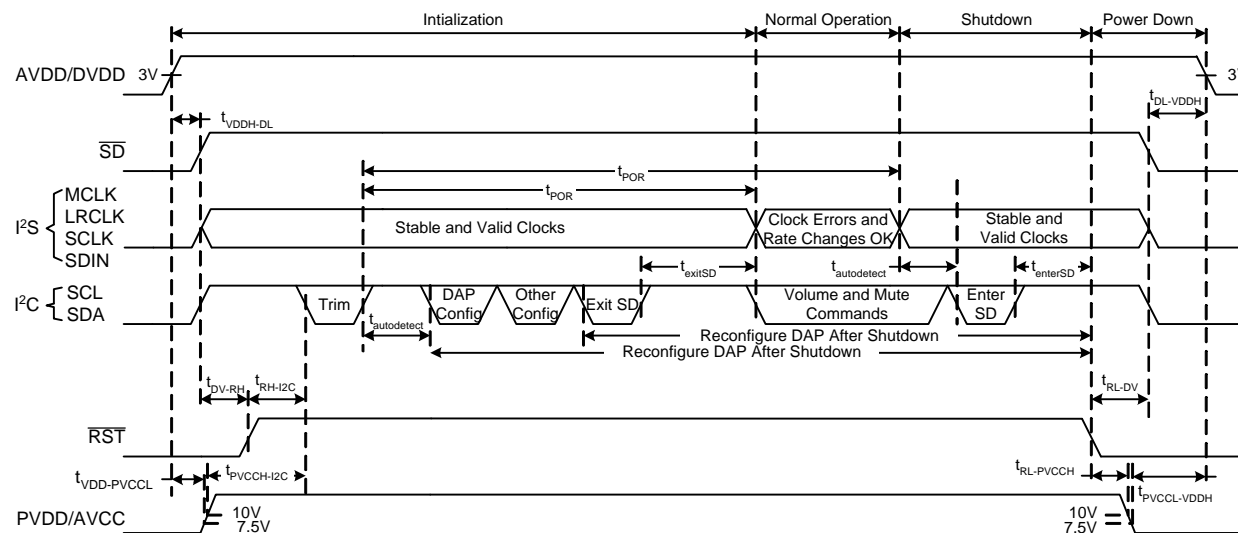 Intialization
Normal Operation
Shutdown
Power Down
AVDD/DVDD
3V
3V
tVDDH-DL
tDL-VDDH
SD
tPOR
tPOR
I²S
MCLK
LRCLK
SCLK
SDIN
Stable and Valid Clocks
Clock Errors and
Rate Changes OK
Stable and
Valid Clocks
texitSD
tautodetect
tenterSD
I²C
SCL
SDA
Trim
DAP
Config
Other
Config
Exit SD
Volume and Mute
Commands
Enter
SD
tautodetect
Reconfigure DAP After Shutdown
Reconfigure DAP After Shutdown
tDV-RH
tRH-I2C
tRL-DV
RST
tVDD-PVCCL
tPVCCH-I2C
tRL-PVCCH
tPVCCL-VDDH
PVDD/AVCC
10V
7.5V
10V
7.5V